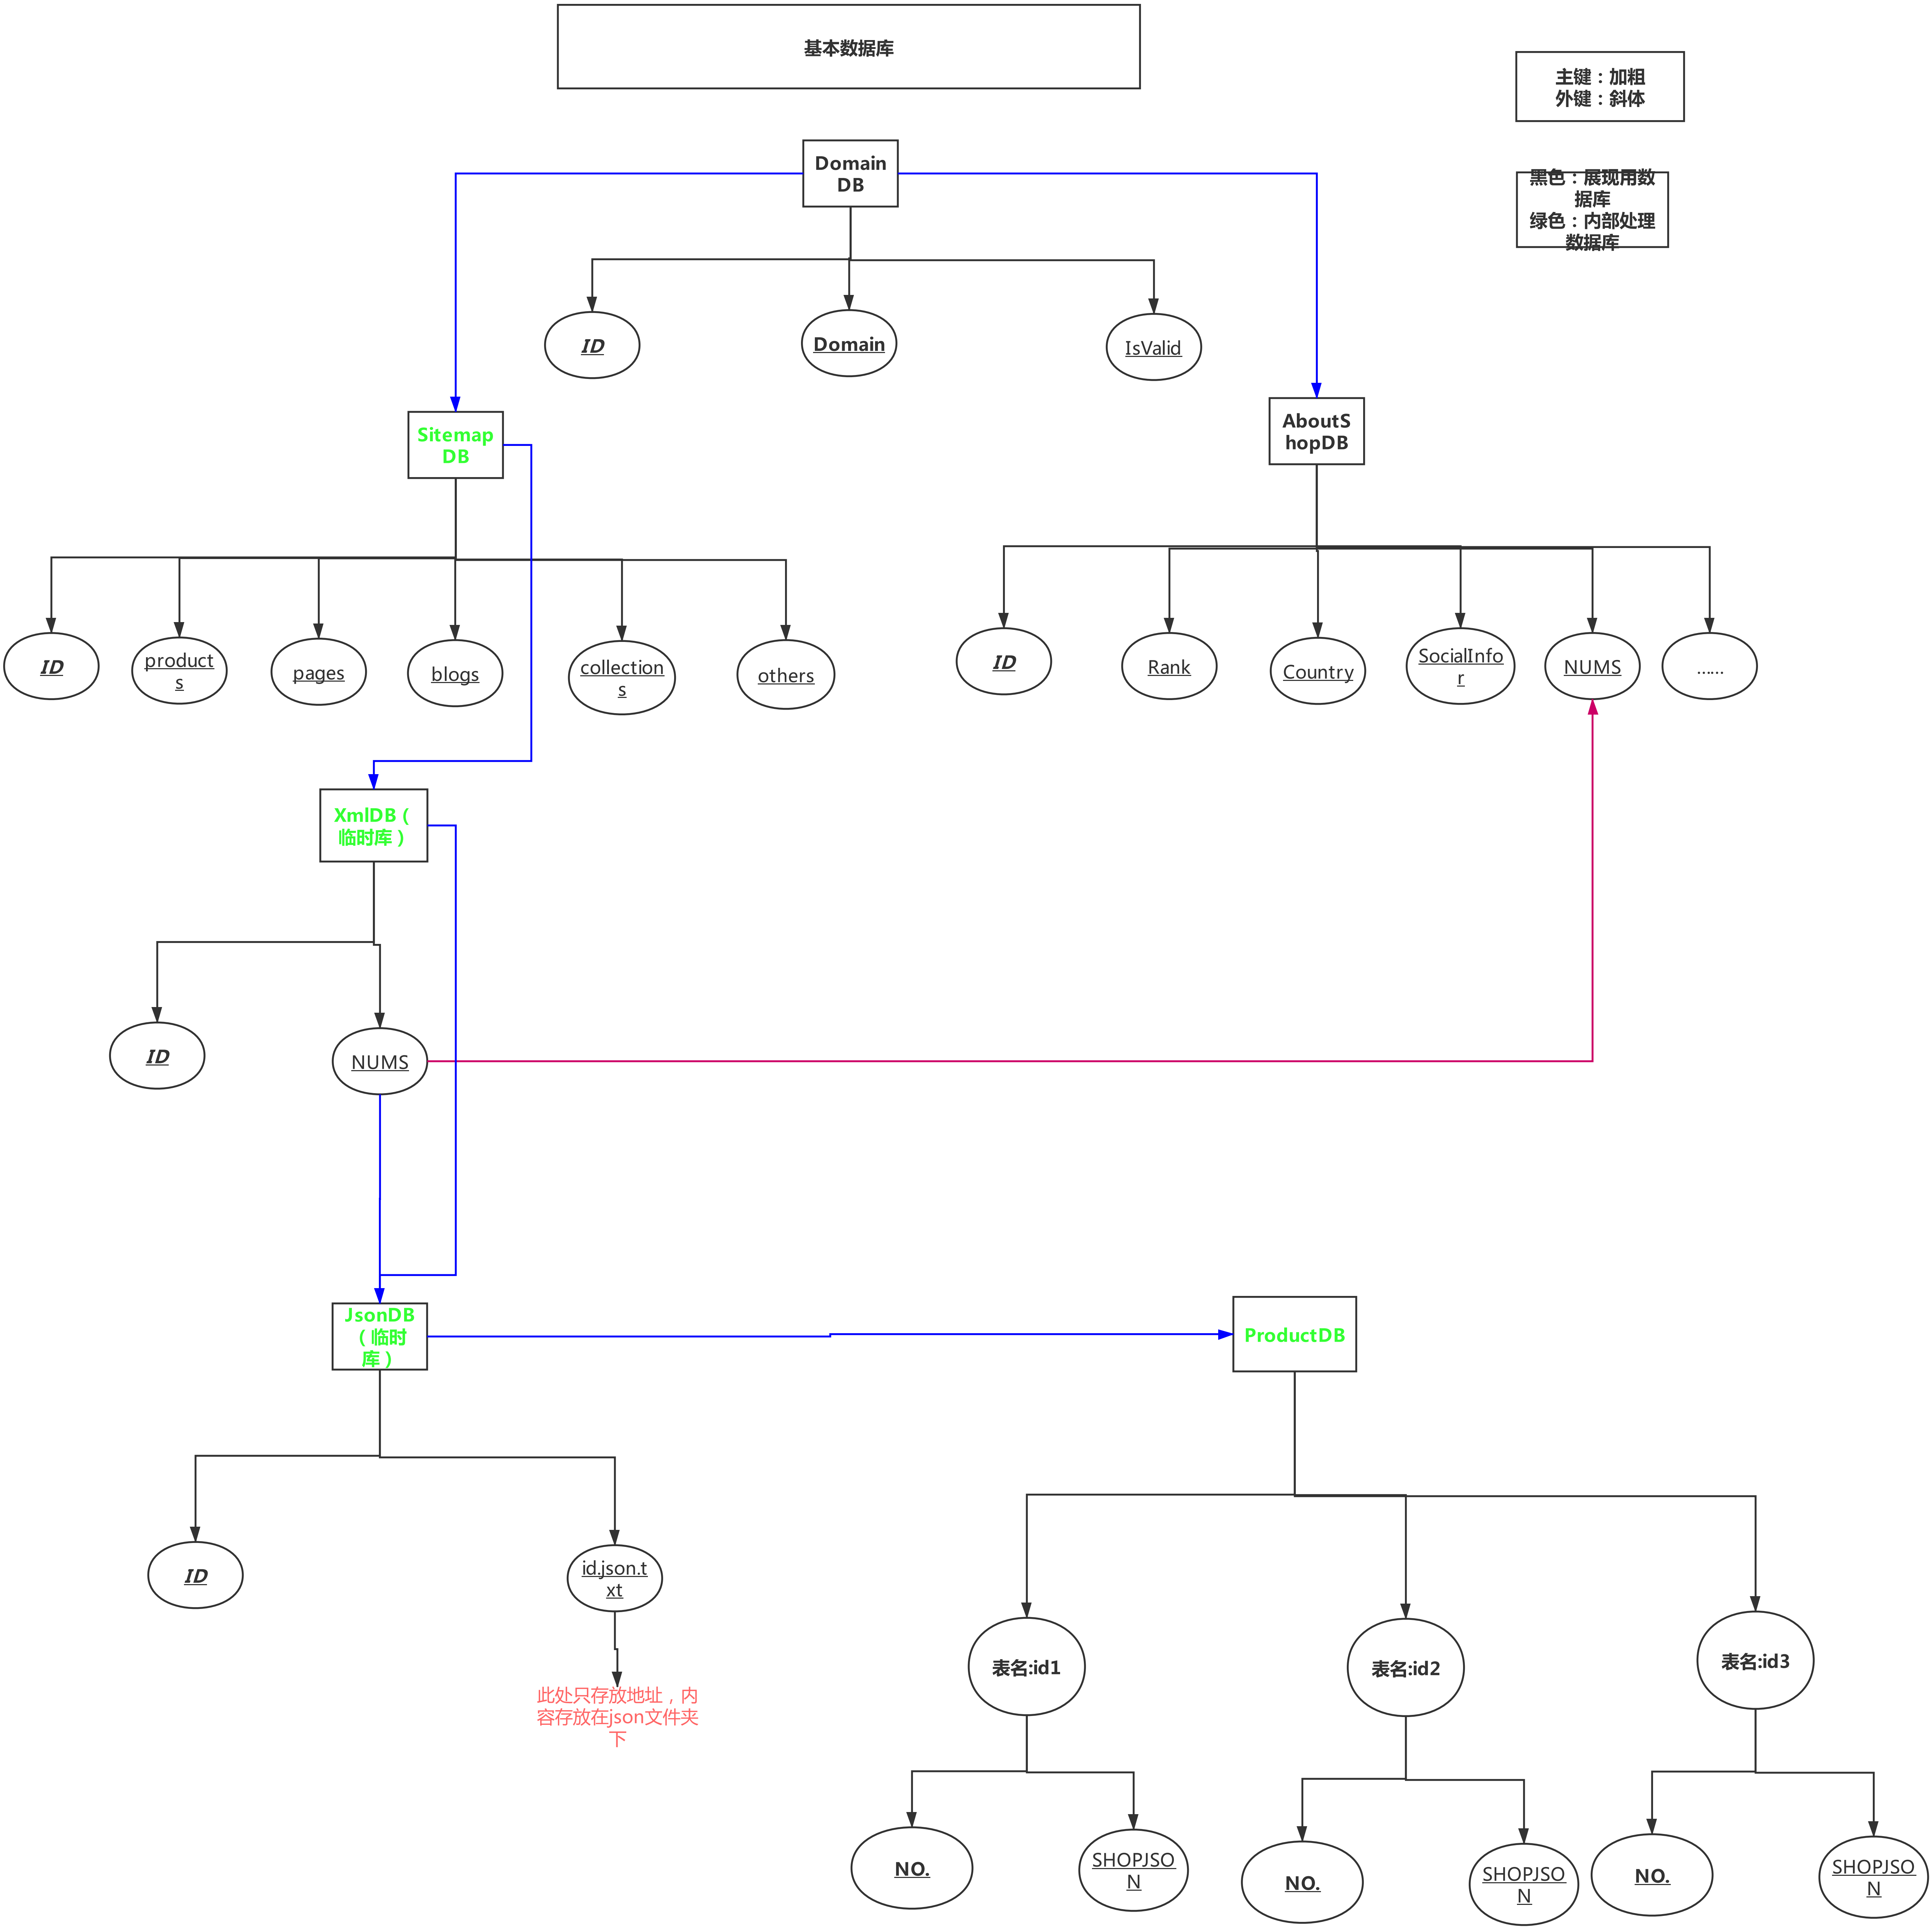 基本数据库
主键：加粗
外键：斜体
Domain
DB
黑色：展现用数
据库
绿色：内部处理
数据库
ID
Domain
IsValid
Sitemap
DB
AboutS
hopDB
ID
product
s
pages
blogs
collection
s
others
ID
Rank
Country
SocialInfo
r
NUMS
......
XmlDB（
临时库）
ID
NUMS
JsonDB
（临时
库）
ProductDB
ID
id.json.t
xt
此处只存放地址，内
容存放在json文件夹
下
表名:id1
表名:id2
表名:id3
NO.
SHOPJSO
N
NO.
SHOPJSO
N
NO.
SHOPJSO
N